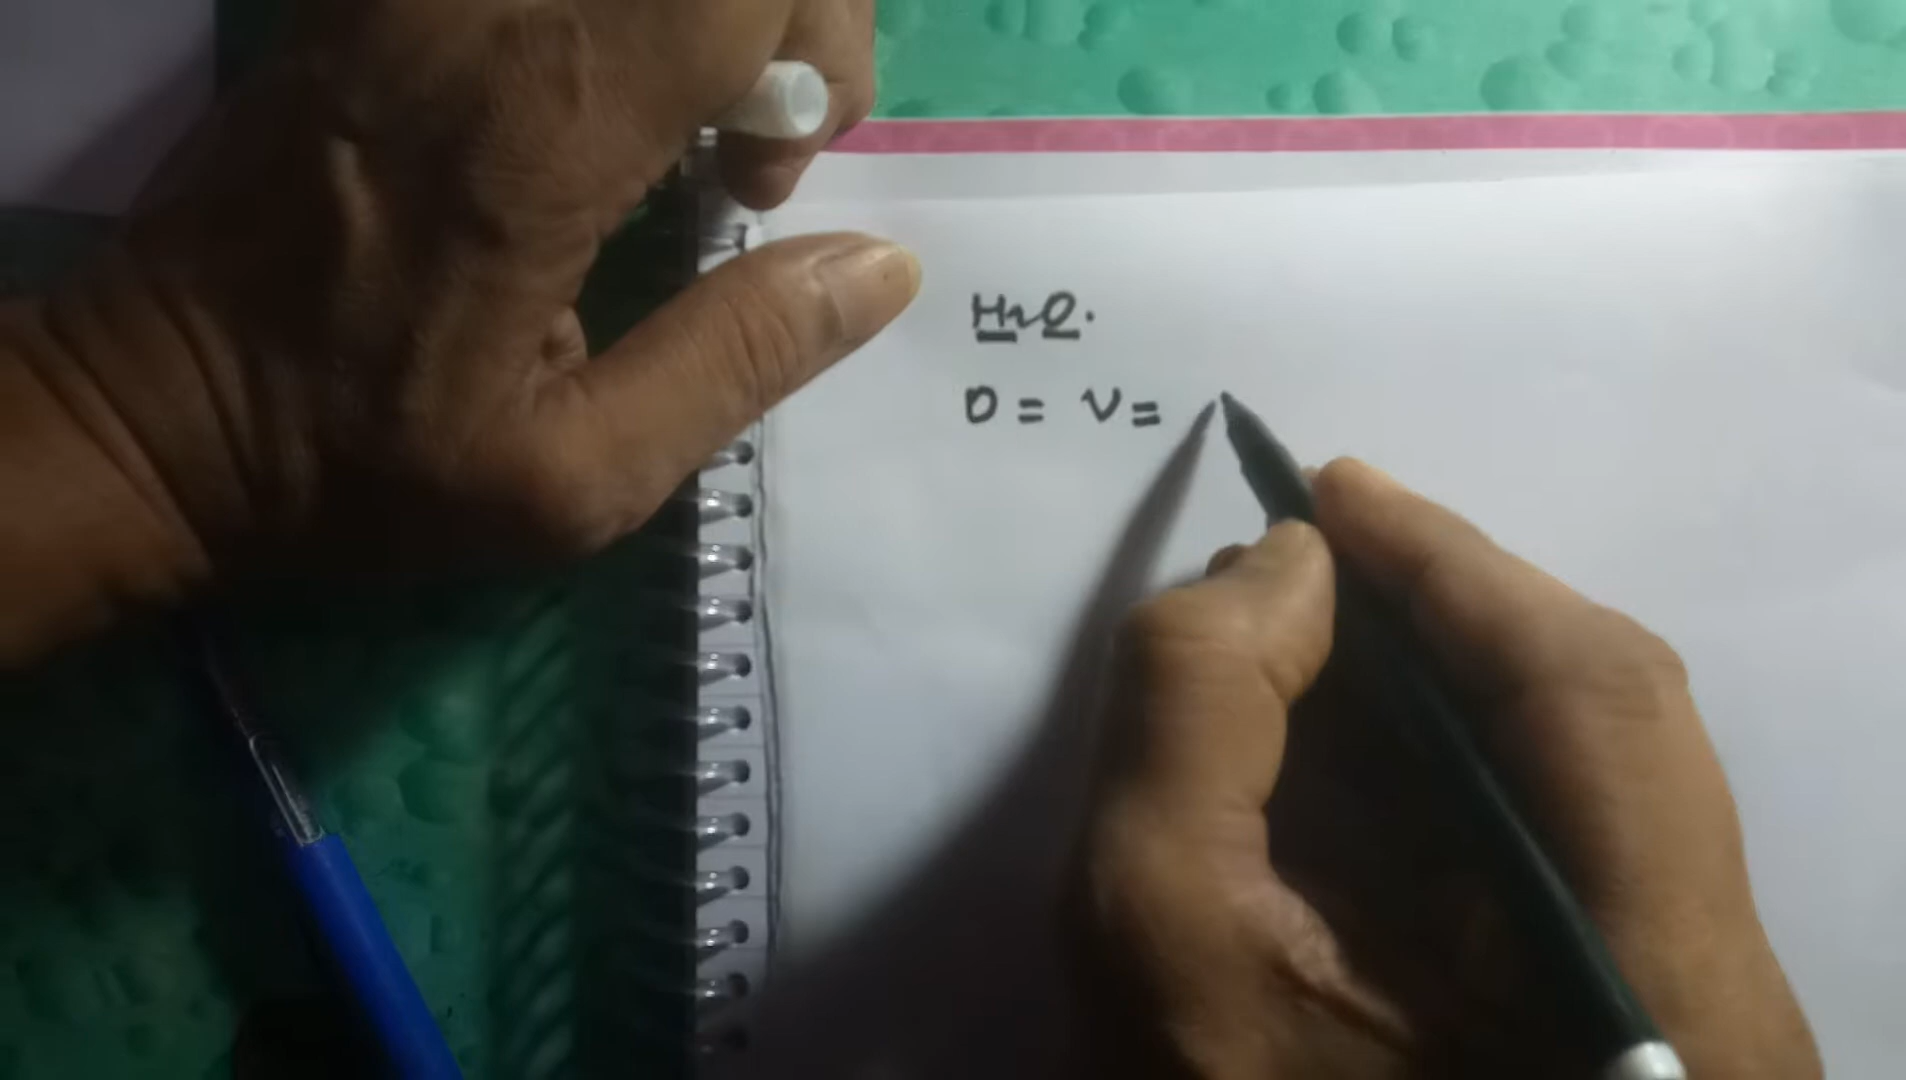 H₂O.
O = V=